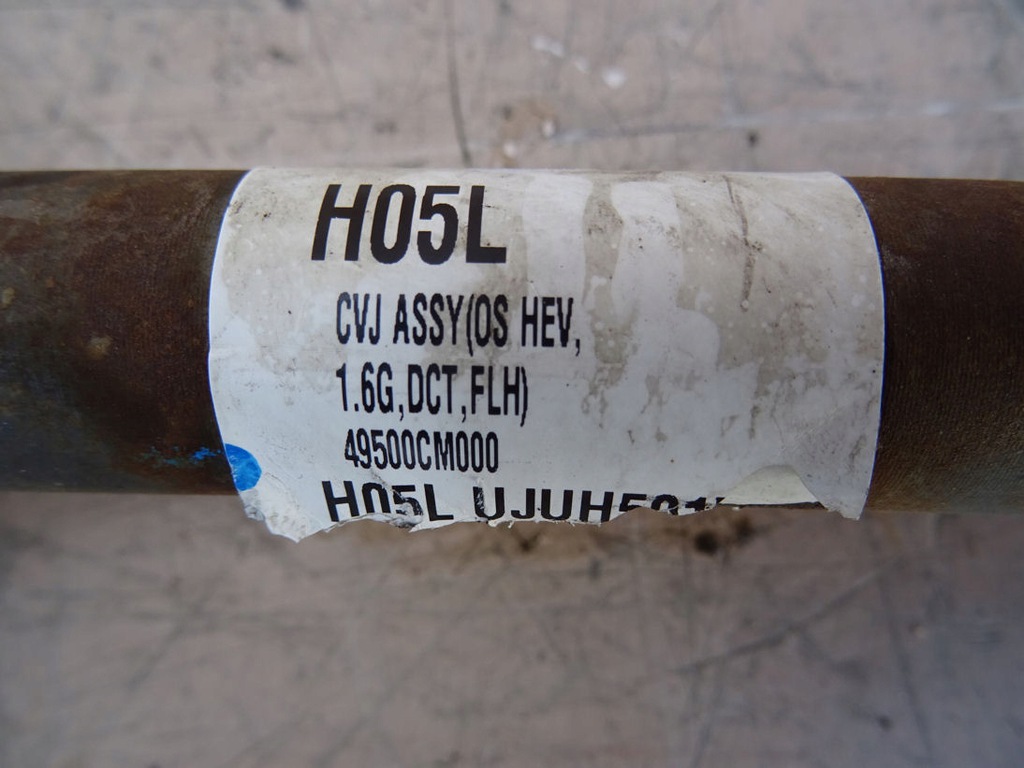 H05L
CVJ ASSY(OS HEV,
1.6G,DCT,FLH)
49500CM000
H05L